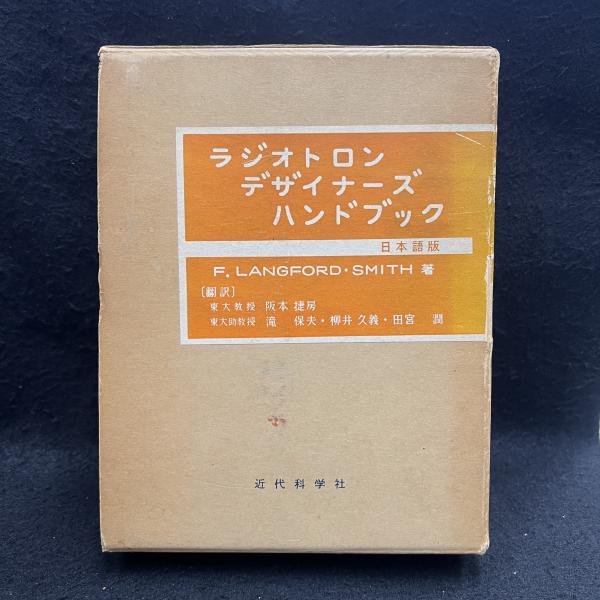 ラジオトロン
デザイナーズ
ハンドブック
日本語版
F. LANGFORD・SMITH 著
〔翻訳〕
東大教授 阪本捷房
東大助教授 滝 保夫・柳井久義・田宮 潤
近代科学社